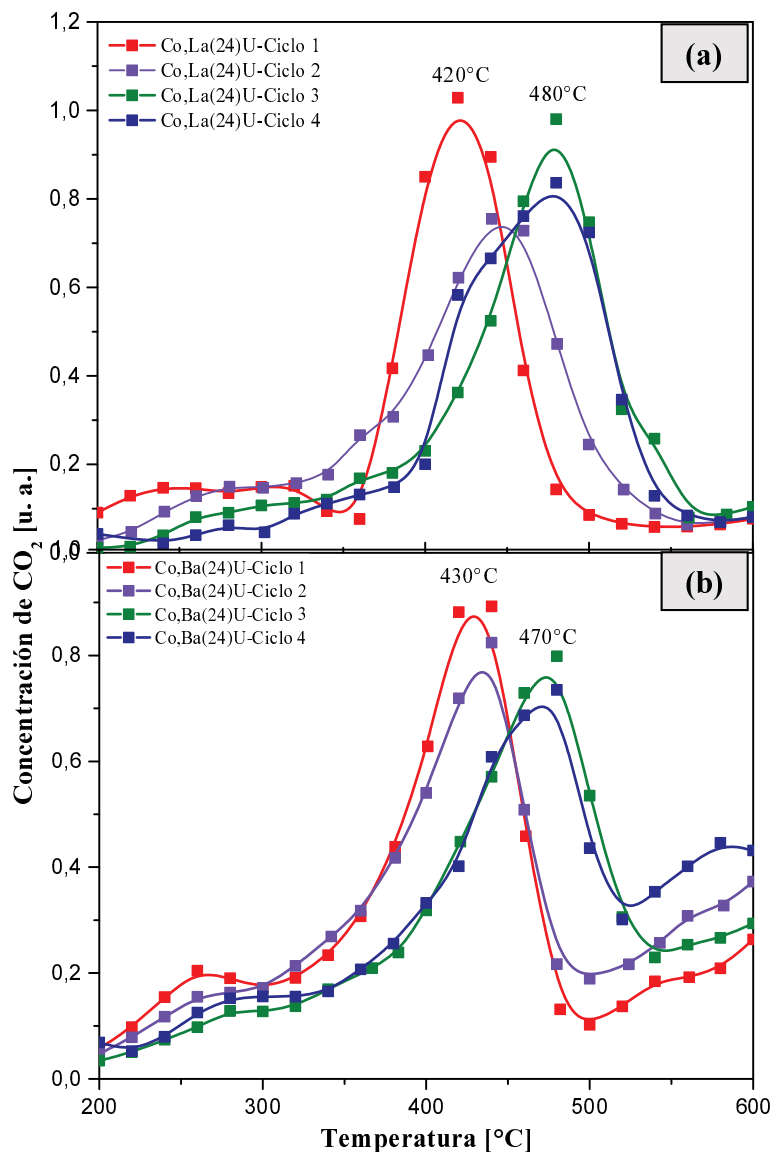 1,2
1,0
0,8
0,6
0,4
0,2
0,0
Co,La(24)U-Ciclo 1
Co,La(24)U-Ciclo 2
Co,La(24)U-Ciclo 3
Co,La(24)U-Ciclo 4
420°C
480°C
(a)
Concentración de CO2 [u. a.]
Co,Ba(24)U-Ciclo 1
Co,Ba(24)U-Ciclo 2
Co,Ba(24)U-Ciclo 3
Co,Ba(24)U-Ciclo 4
430°C
470°C
(b)
0,8
0,6
0,4
0,2
0,0
200 300 400 500 600
Temperatura [°C]